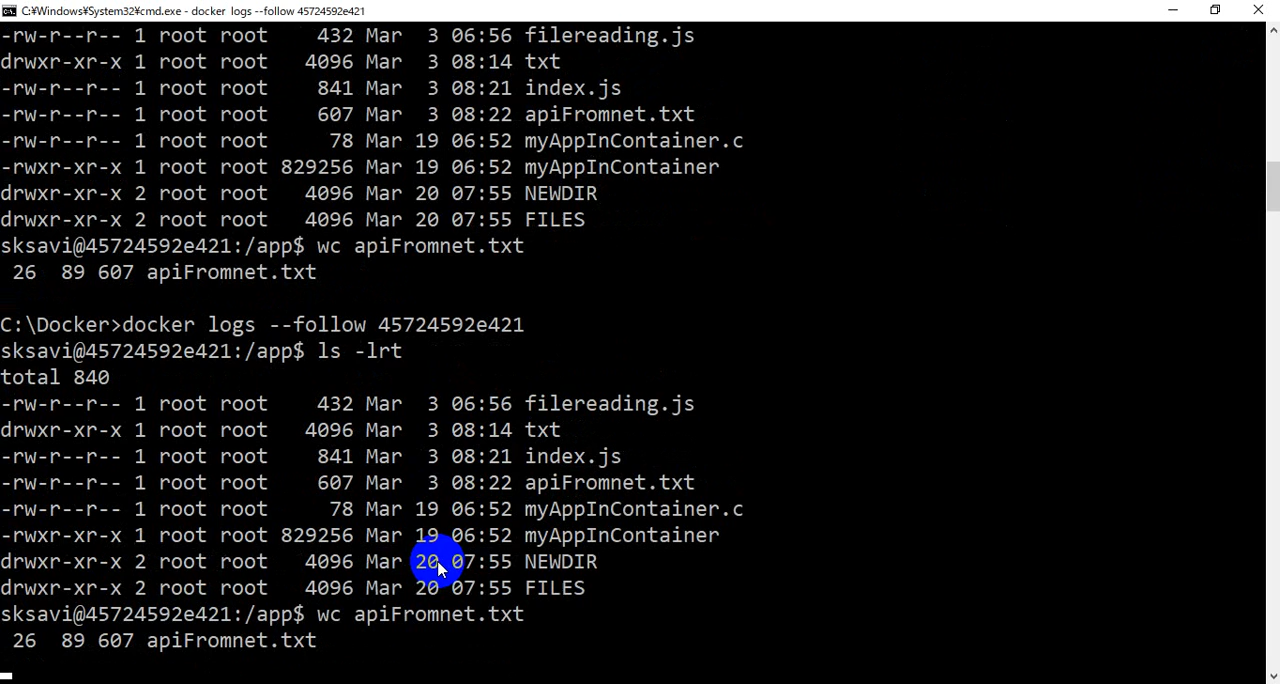 C:¥Windows¥System32¥cmd.exe - docker logs --follow 45724592e421
-rw-r--r-- 1 root root    432 Mar  3 06:56 filereading.js
drwxr-xr-x 1 root root   4096 Mar  3 08:14 txt
-rw-r--r-- 1 root root    841 Mar  3 08:21 index.js
-rw-r--r-- 1 root root    607 Mar  3 08:22 apiFromnet.txt
-rw-r--r-- 1 root root     78 Mar 19 06:52 myAppInContainer.c
-rwxr-xr-x 1 root root 829256 Mar 19 06:52 myAppInContainer
drwxr-xr-x 2 root root   4096 Mar 20 07:55 NEWDIR
drwxr-xr-x 2 root root   4096 Mar 20 07:55 FILES
sksavi@45724592e421:/app$ wc apiFromnet.txt
 26  89 607 apiFromnet.txt
C:\Docker>docker logs --follow 45724592e421
sksavi@45724592e421:/app$ ls -lrt
total 840
-rw-r--r-- 1 root root    432 Mar  3 06:56 filereading.js
drwxr-xr-x 1 root root   4096 Mar  3 08:14 txt
-rw-r--r-- 1 root root    841 Mar  3 08:21 index.js
-rw-r--r-- 1 root root    607 Mar  3 08:22 apiFromnet.txt
-rw-r--r-- 1 root root     78 Mar 19 06:52 myAppInContainer.c
-rwxr-xr-x 1 root root 829256 Mar 19 06:52 myAppInContainer
drwxr-xr-x 2 root root   4096 Mar 20 07:55 NEWDIR
drwxr-xr-x 2 root root   4096 Mar 20 07:55 FILES
sksavi@45724592e421:/app$ wc apiFromnet.txt
 26  89 607 apiFromnet.txt